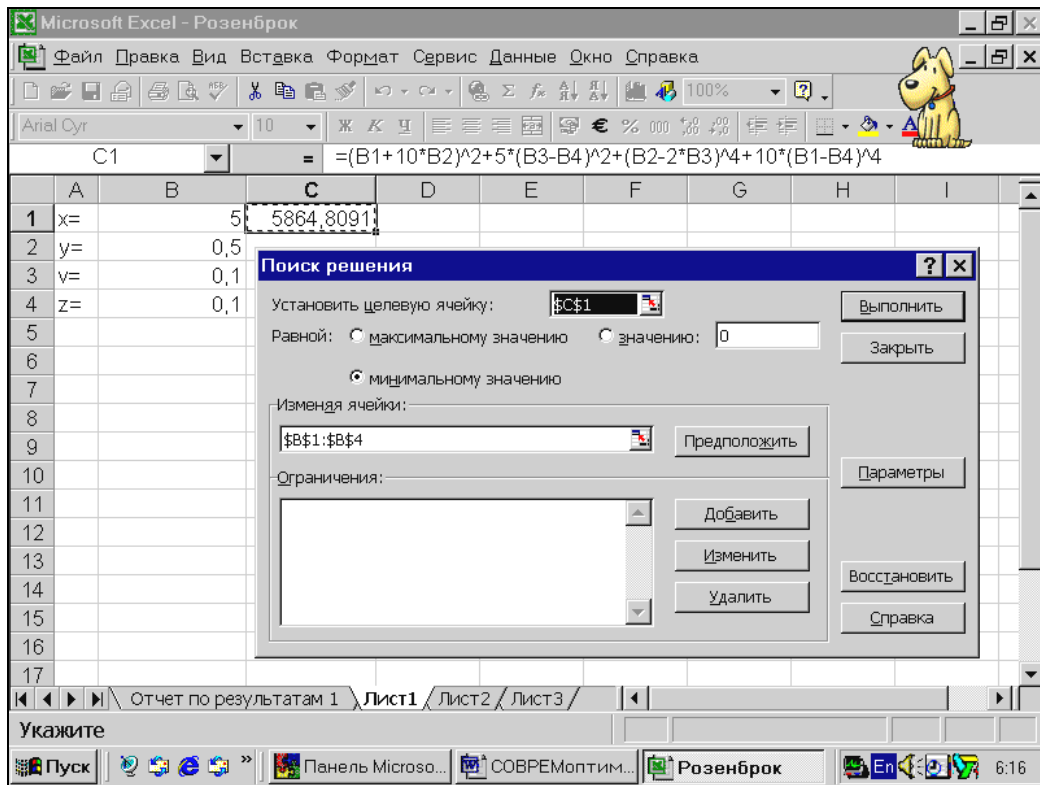 Microsoft Excel - Розенброк
Файл Правка Вид Вставка Формат Сервис Данные Окно Справка
100%
Arial Cyr 10 Ж К Ч € % 000
C1 = =(B1+10*B2)^2+5*(B3-B4)^2+(B2-2*B3)^4+10*(B1-B4)^4
A B C D E F G H I
1 x= 5 5864,8091
2 y= 0,5
3 v= 0,1
4 z= 0,1
5
6
7
8
9
10
11
12
13
14
15
16
17
Поиск решения
Установить целевую ячейку: $C$1 Выполнить
Равной: максимальному значению значению: 0 Закрыть
минимальному значению
Изменяя ячейки:
$B$1:$B$4 Предположить
Ограничения: Параметры
Добавить
Изменить
Восстановить
Удалить
Справка
Отчет по результатам 1 Лист1 Лист2 Лист3
Укажите
Пуск » Панель Microso... СОВРЕМоптим... Розенброк En 6:16